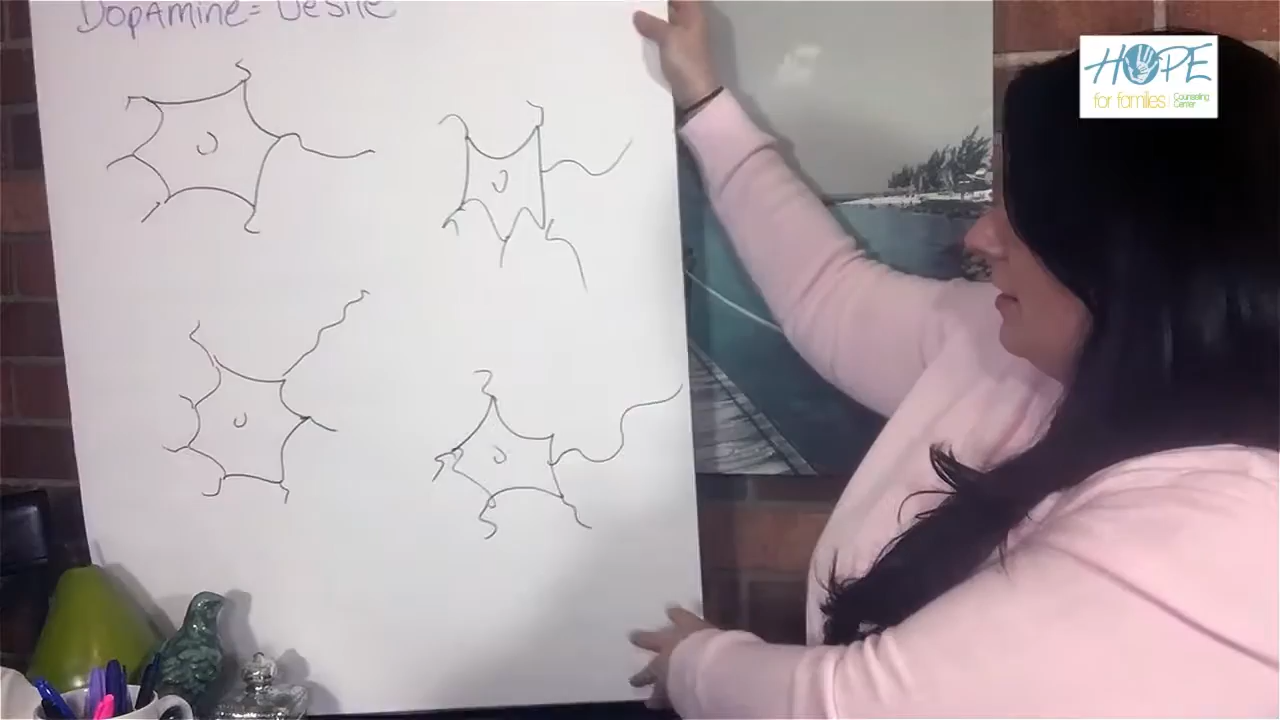 DOPAMINE= Desire
HOPE
for families
Counseling
Center